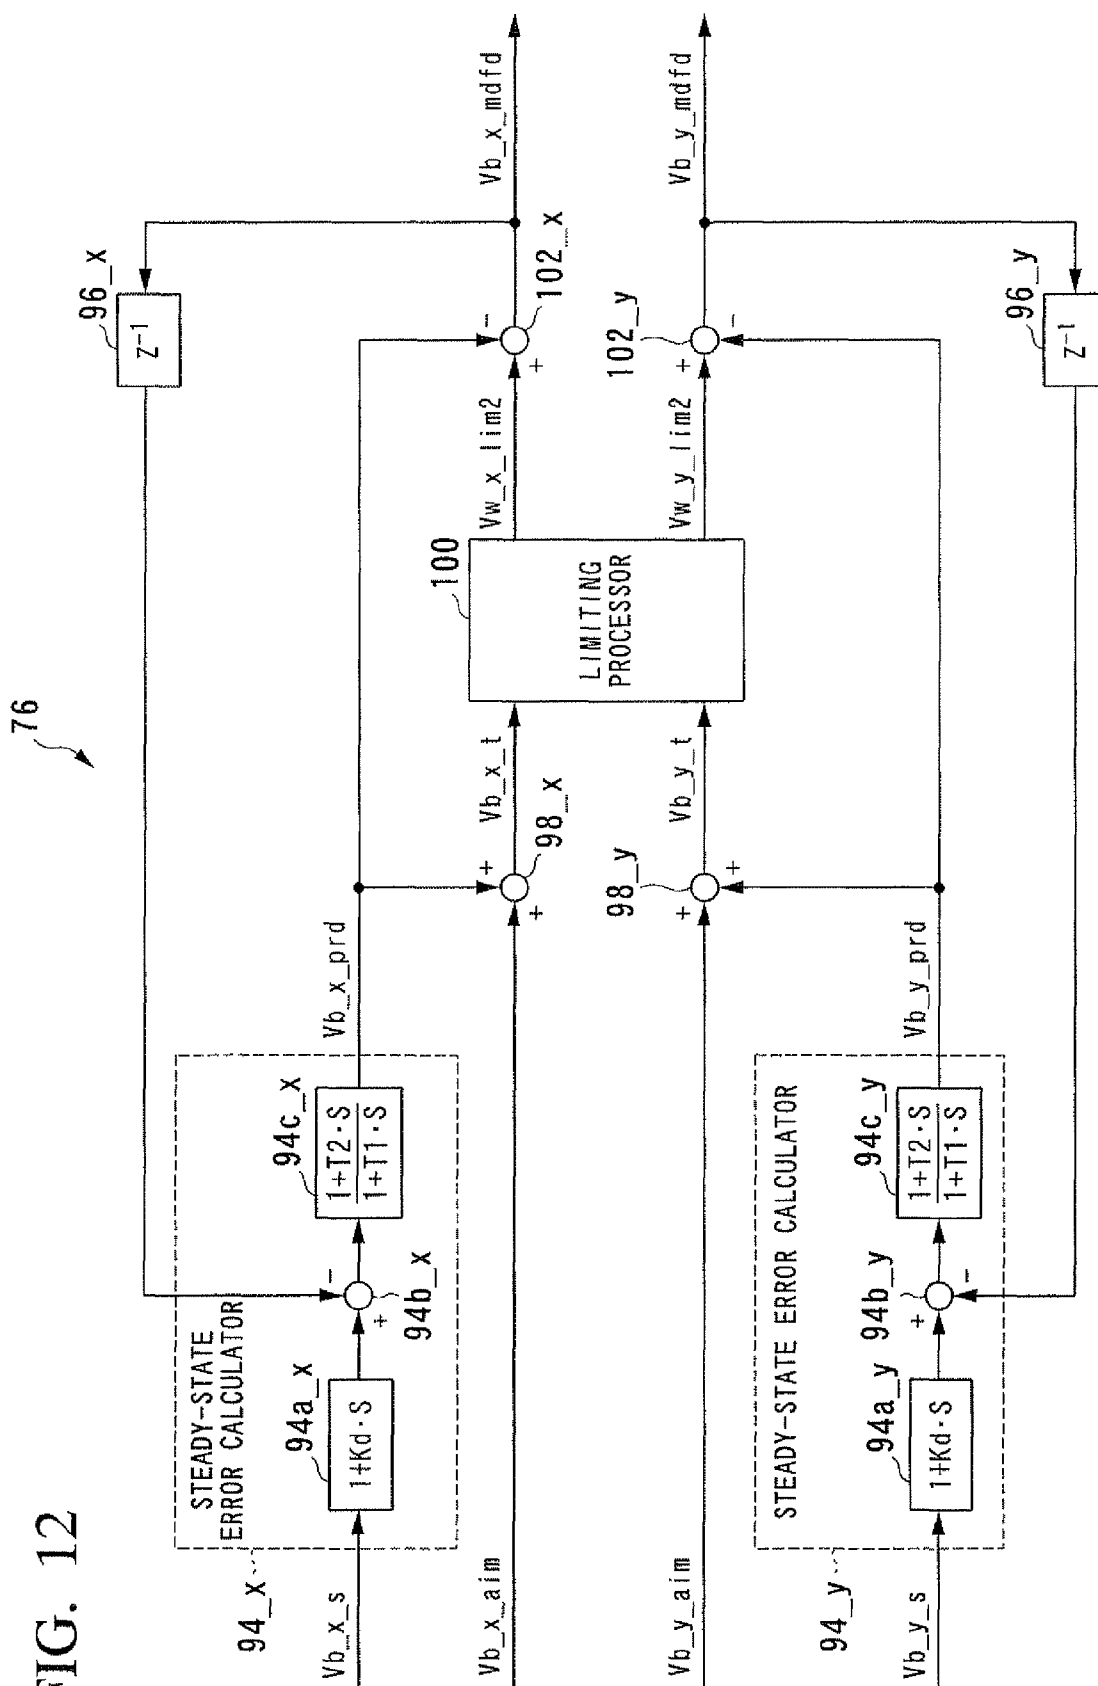 FIG. 12
76
94_x
STEADY-STATE
ERROR CALCULATOR
Vb_x_s
94a_x
1+Kd·S
94b_x
+
-
94c_x
1+T2·S
1+T1·S
Vb_x_prd
96_x
Z-1
Vb_x_aim
98_x
+
+
Vb_x_t
100
LIMITING
PROCESSOR
Vw_x_lim2
102_x
+
-
Vb_x_mdfd
Vb_y_aim
98_y
+
+
Vb_y_t
Vw_y_lim2
102_y
+
-
Vb_y_mdfd
94_y
STEADY-STATE ERROR CALCULATOR
Vb_y_s
94a_y
1+Kd·S
94b_y
+
-
94c_y
1+T2·S
1+T1·S
Vb_y_prd
96_y
Z-1